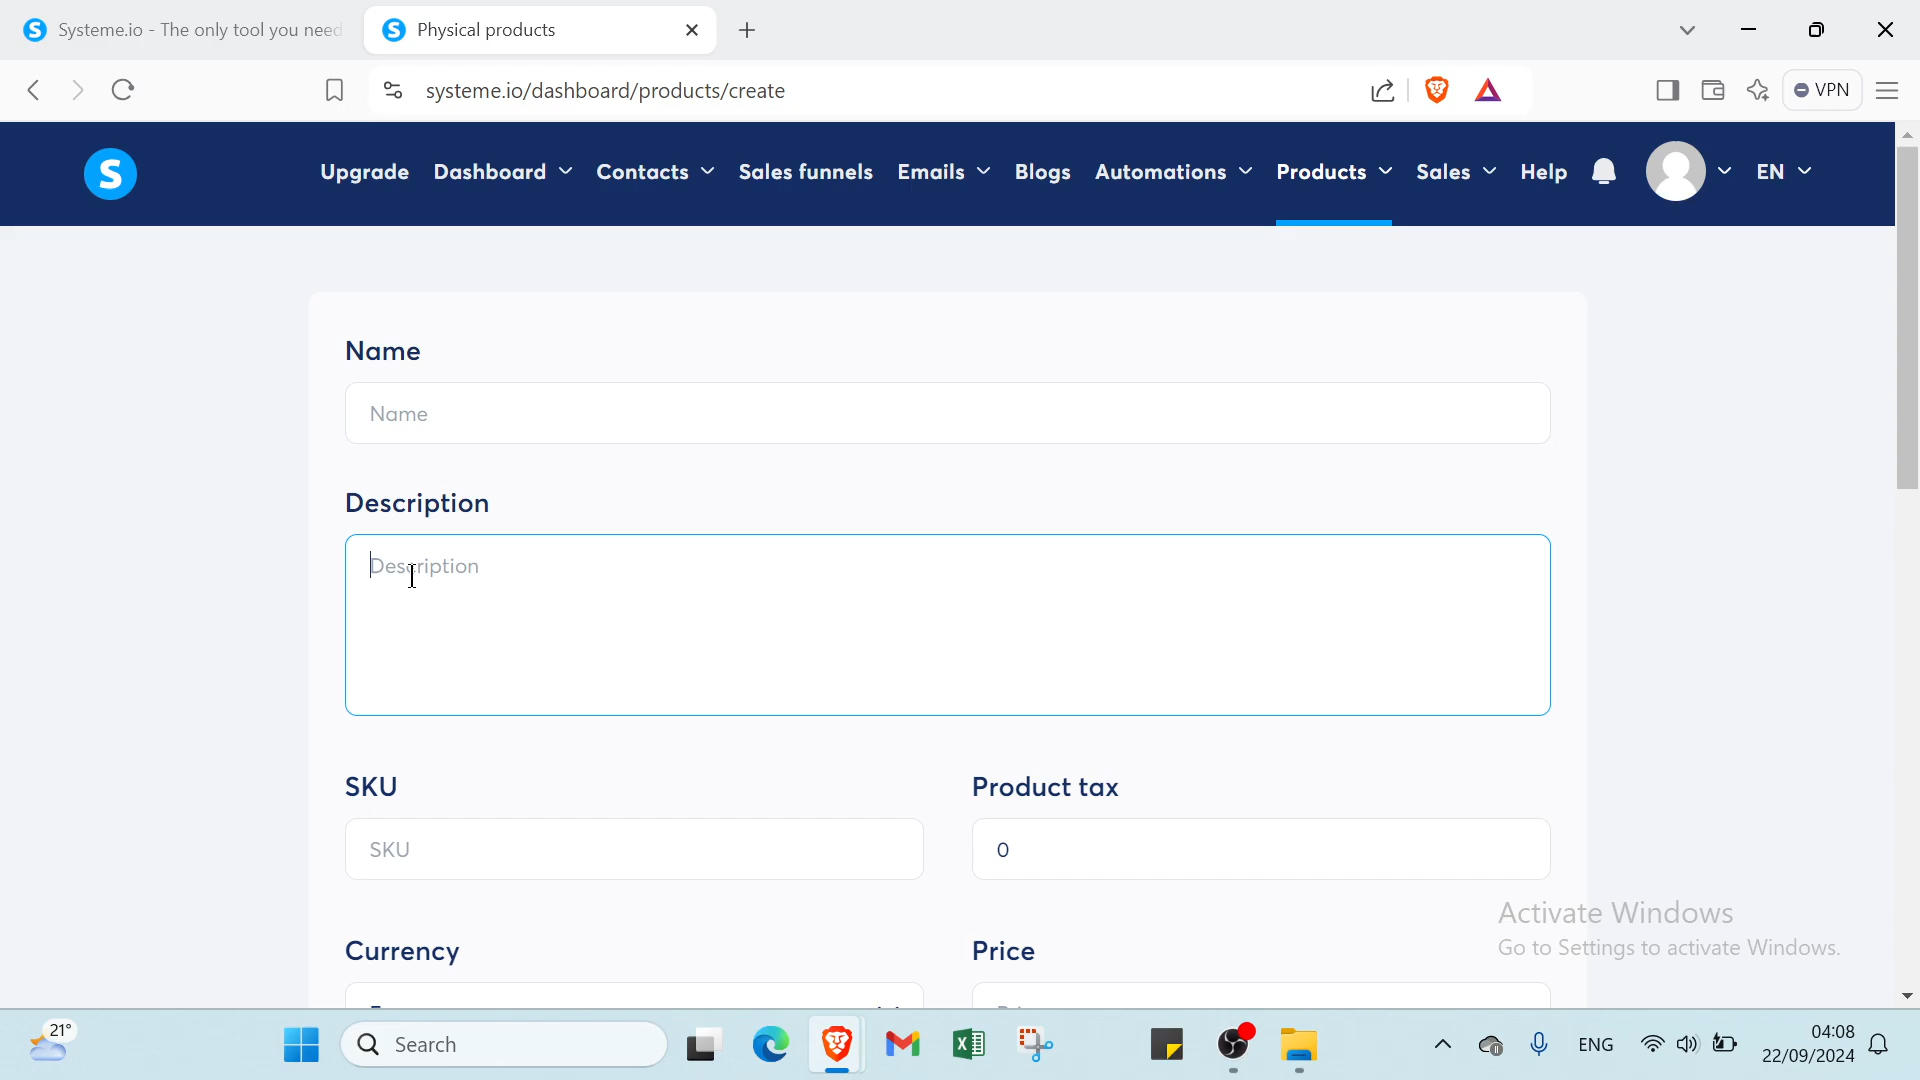 Systeme.io - The only tool you need
Physical products
systeme.io/dashboard/products/create
VPN
S
Upgrade Dashboard Contacts Sales funnels Emails Blogs Automations Products Sales Help EN
Name
Name
Description
Description
SKU Product tax
SKU 0
Activate Windows
Go to Settings to activate Windows.
Currency Price
21°
Search
ENG
04:08
22/09/2024